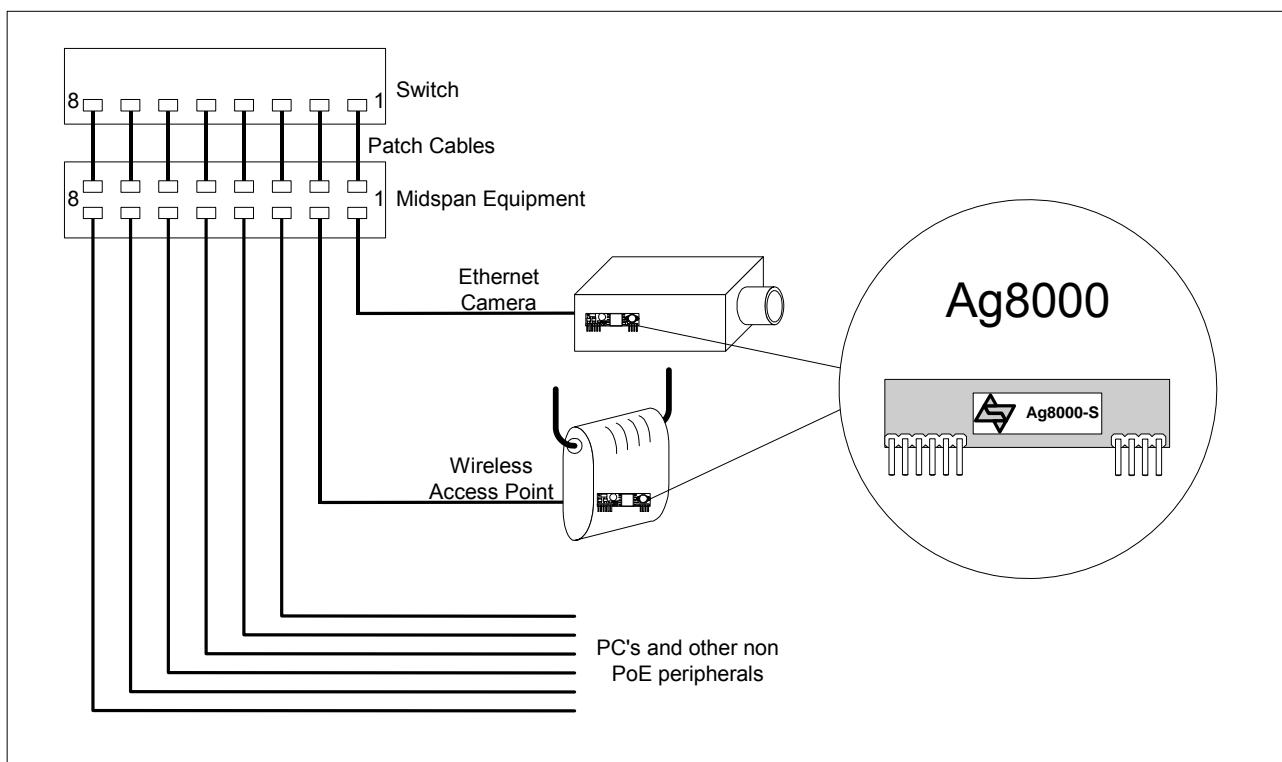 8
1
Switch
Patch Cables
8
1
Midspan Equipment
Ethernet
Camera
Ag8000
Ag8000-S
Wireless
Access Point
PC's and other non
PoE peripherals